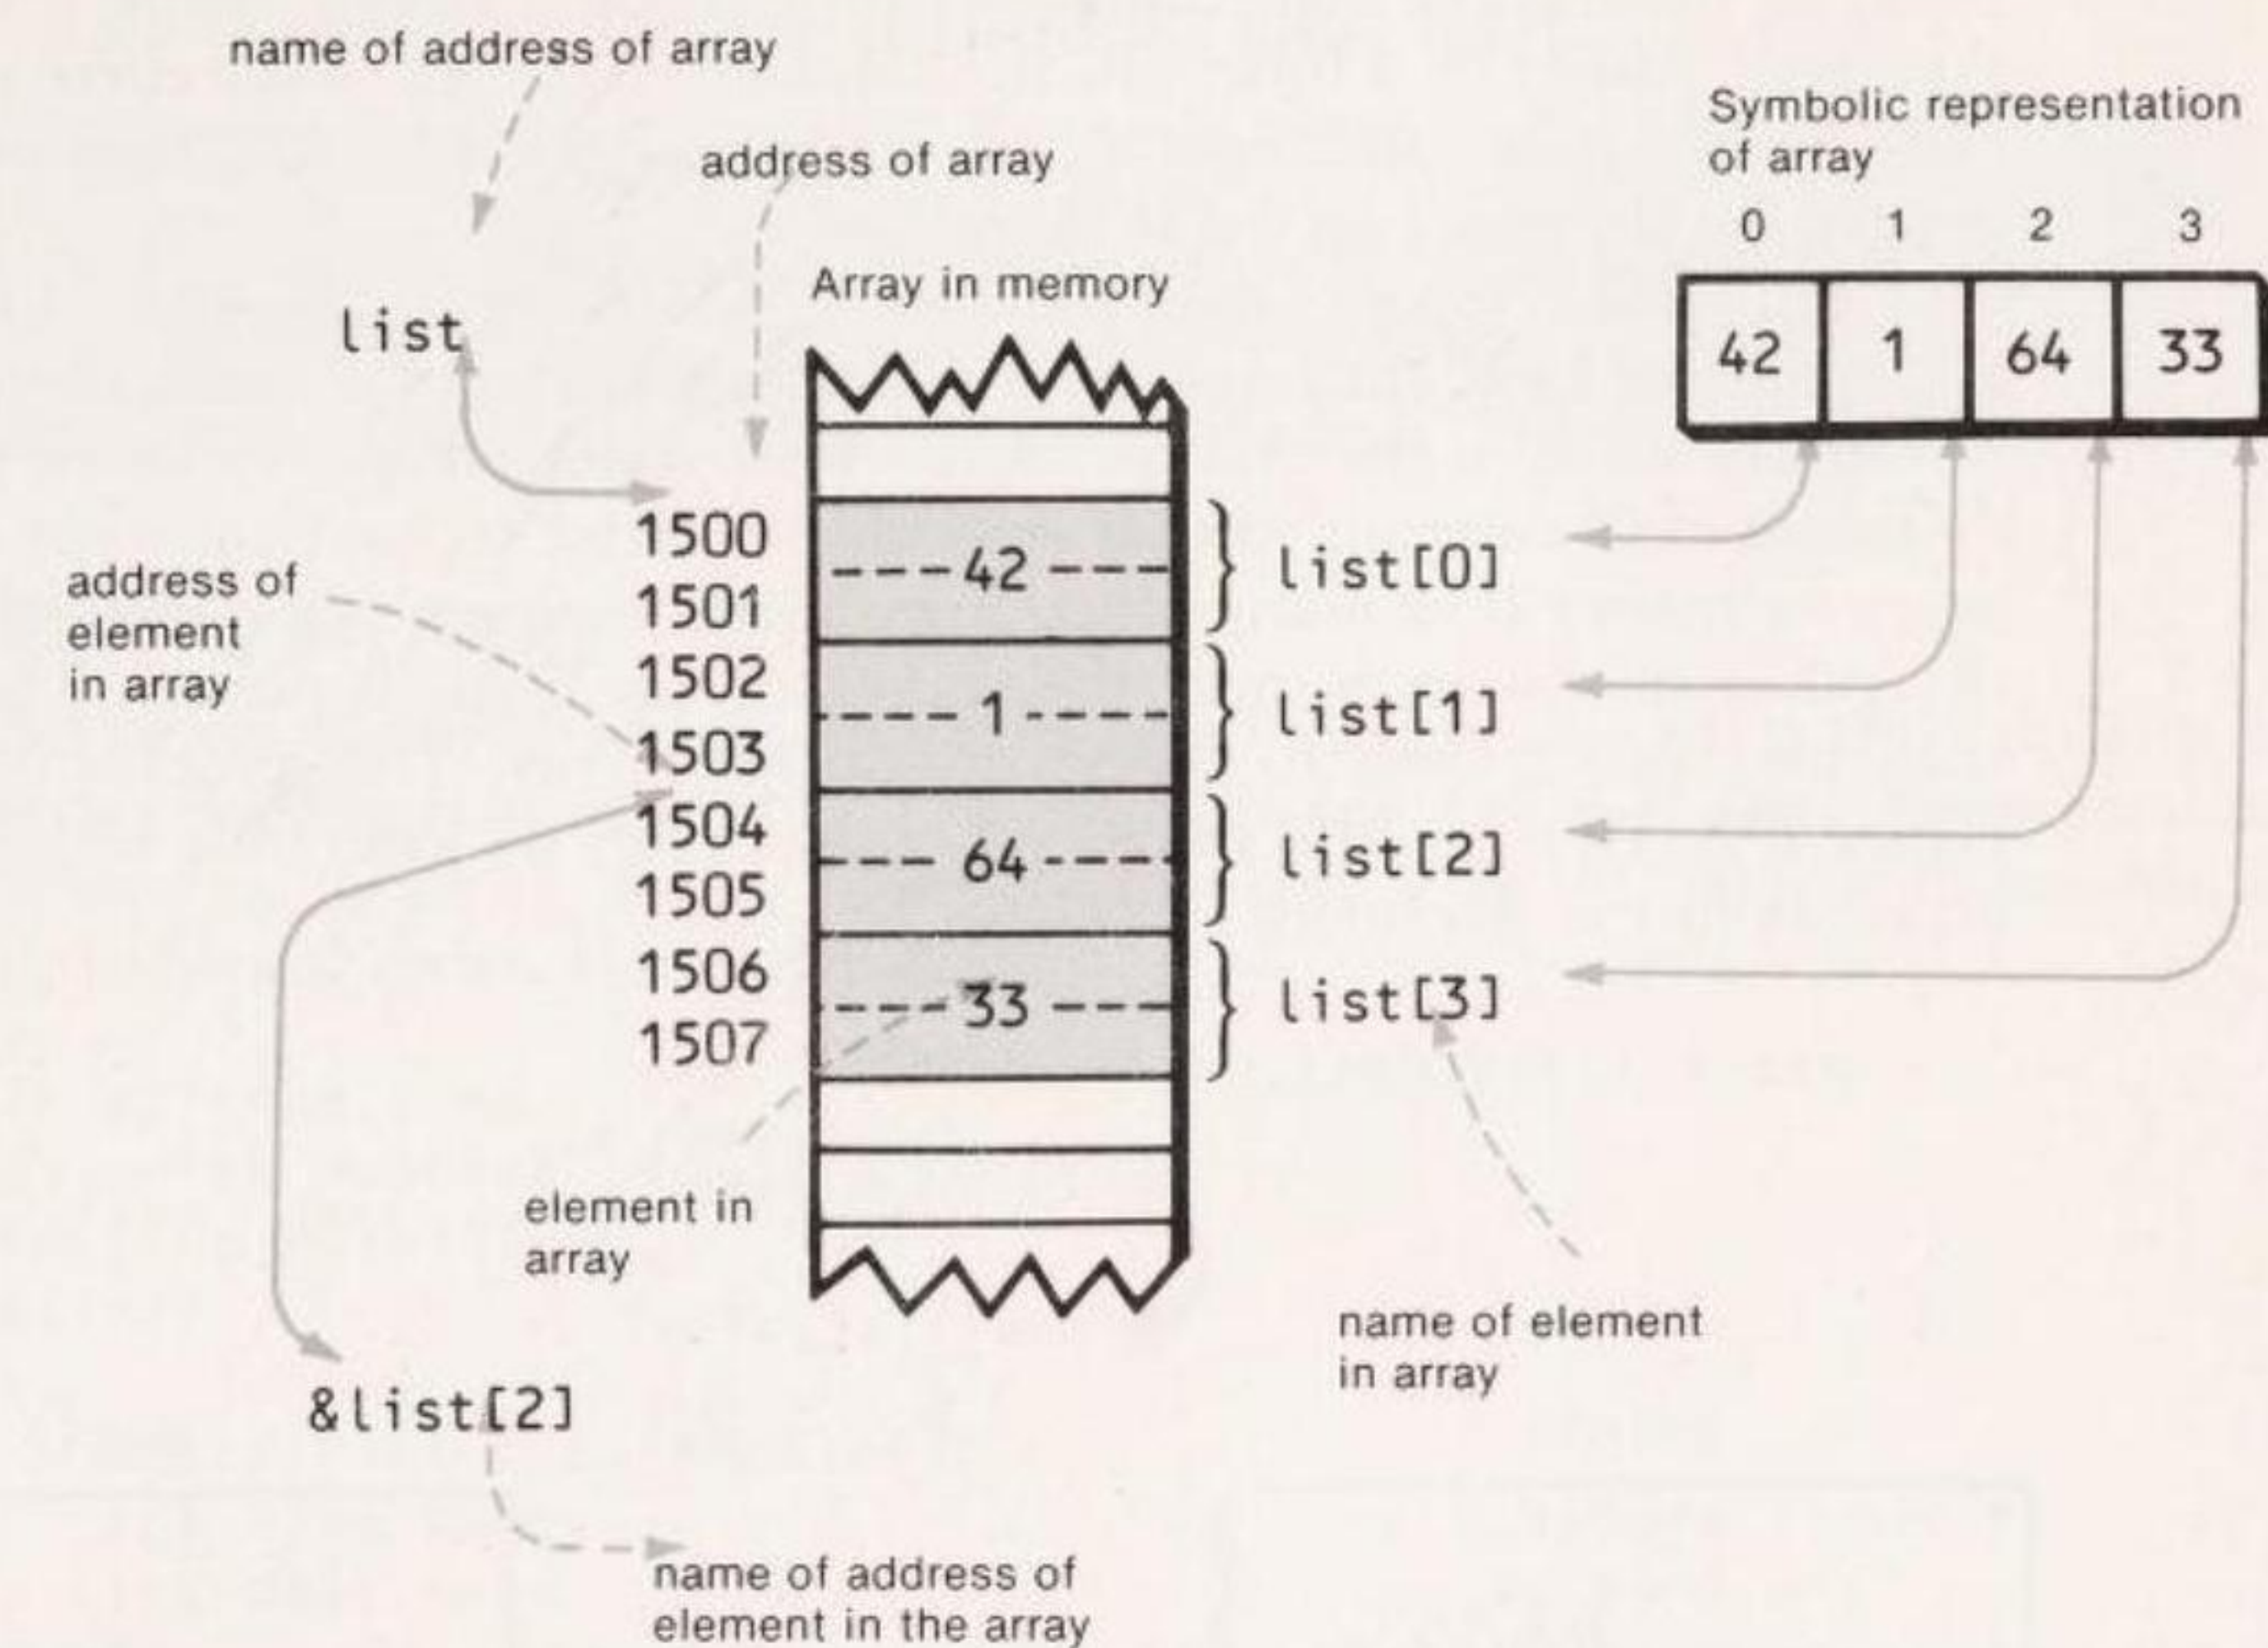 name of address of array
address of array
Symbolic representation
of array
0 1 2 3
42 1 64 33
list
Array in memory
1500
1501
42
list[0]
address of
element
in array
1502
1503
1
list[1]
1504
1505
64
list[2]
1506
1507
33
list[3]
element in
array
name of element
in array
&list[2]
name of address of
element in the array